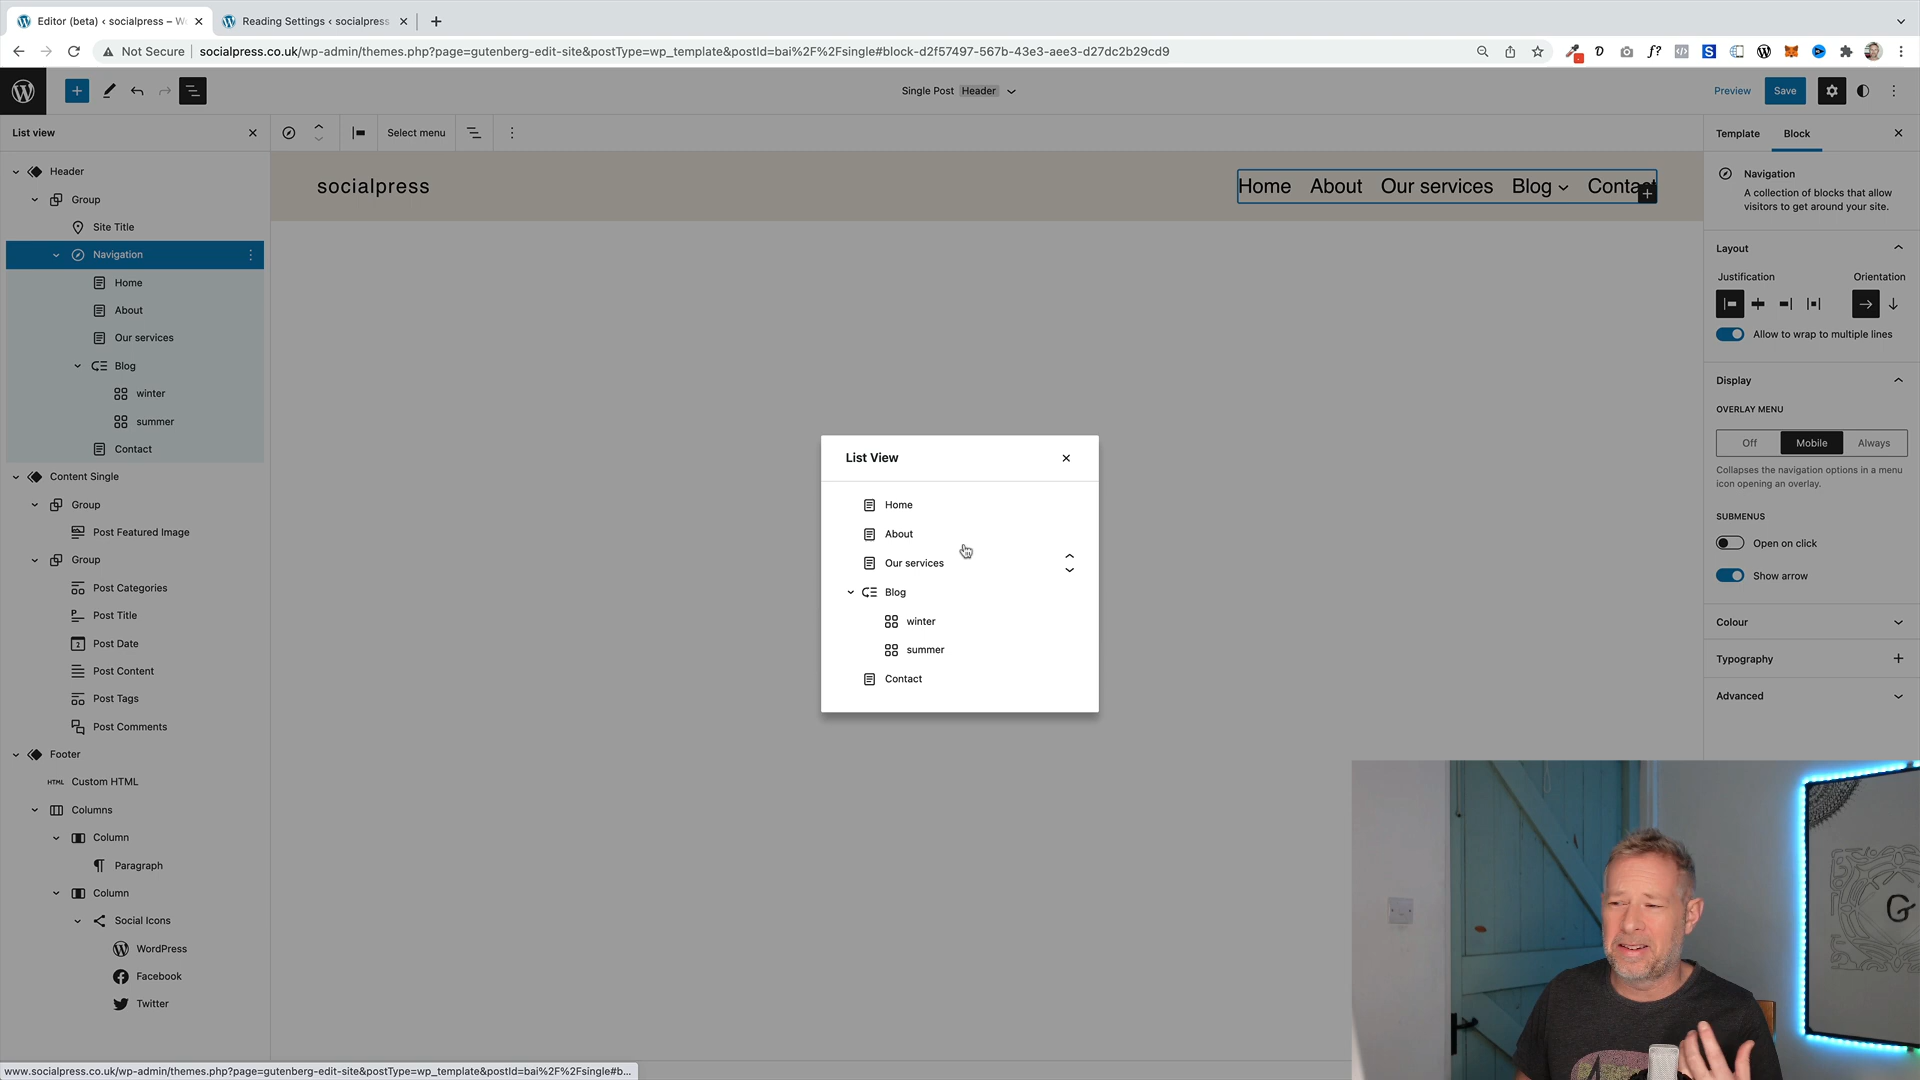 Editor (beta) ‹ socialpress – W
Reading Settings ‹ socialpress
Not Secure
socialpress.co.uk/wp-admin/themes.php?page=gutenberg-edit-site&postType=wp_template&postId=bai%2F%2Fsingle#block-d2f57497-567b-43e3-aee3-d27dc2b29cd9
Single Post Header
Preview
Save
List view
Select menu
Template
Block
Header
Group
Site Title
Navigation
Home
About
Our services
Blog
winter
summer
Contact
Content Single
Group
Post Featured Image
Group
Post Categories
Post Title
Post Date
Post Content
Post Tags
Post Comments
Footer
HTML Custom HTML
Columns
Column
Paragraph
Column
Social Icons
WordPress
Facebook
Twitter
socialpress
Home About Our services Blog Contact
List View
Home
About
Our services
Blog
winter
summer
Contact
Navigation
A collection of blocks that allow
visitors to get around your site.
Layout
Justification
Orientation
Allow to wrap to multiple lines
Display
OVERLAY MENU
Off
Mobile
Always
Collapses the navigation options in a menu
icon opening an overlay.
SUBMENUS
Open on click
Show arrow
Colour
Typography
Advanced
G
www.socialpress.co.uk/wp-admin/themes.php?page=gutenberg-edit-site&postType=wp_template&postId=bai%2F%2Fsingle#b...